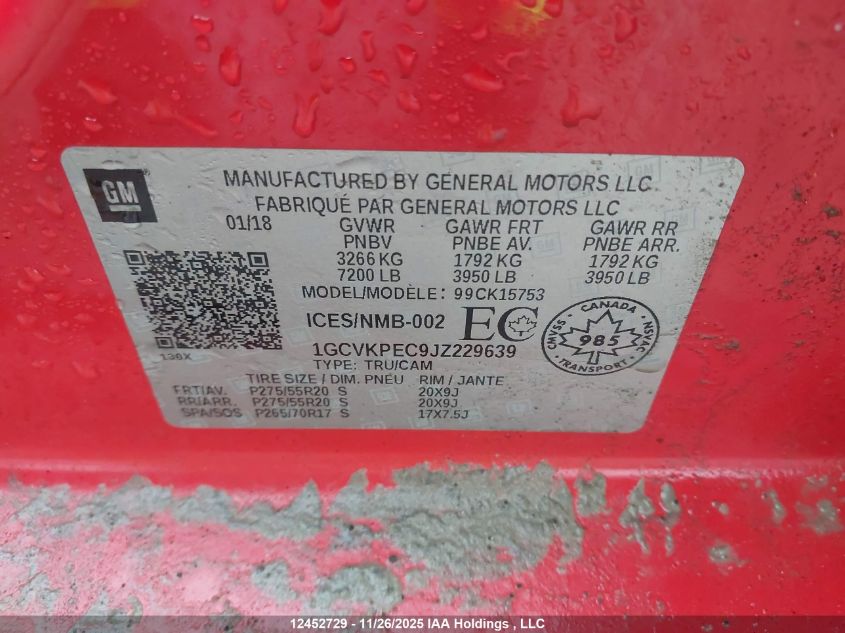 GM
MANUFACTURED BY GENERAL MOTORS LLC
FABRIQUÉ PAR GENERAL MOTORS LLC
01/18 GVWR GAWR FRT GAWR RR
PNBV PNBE AV. PNBE ARR.
3266 KG 1792 KG 1792 KG
7200 LB 3950 LB 3950 LB
MODEL/MODÈLE: 99CK15753
ICES/NMB-002 EC
CANADA
CMVSS 985 NSVAC
TRANSPORT
138X
1GCVKPEC9JZ229639
TYPE: TRU/CAM
TIRE SIZE / DIM. PNEU RIM / JANTE
FRT/AV. P275/55R20 S 20X9J
RR/ARR. P275/55R20 S 20X9J
SPA/SOS P265/70R17 S 17X7.5J
12452729 - 11/26/2025 IAA Holdings , LLC